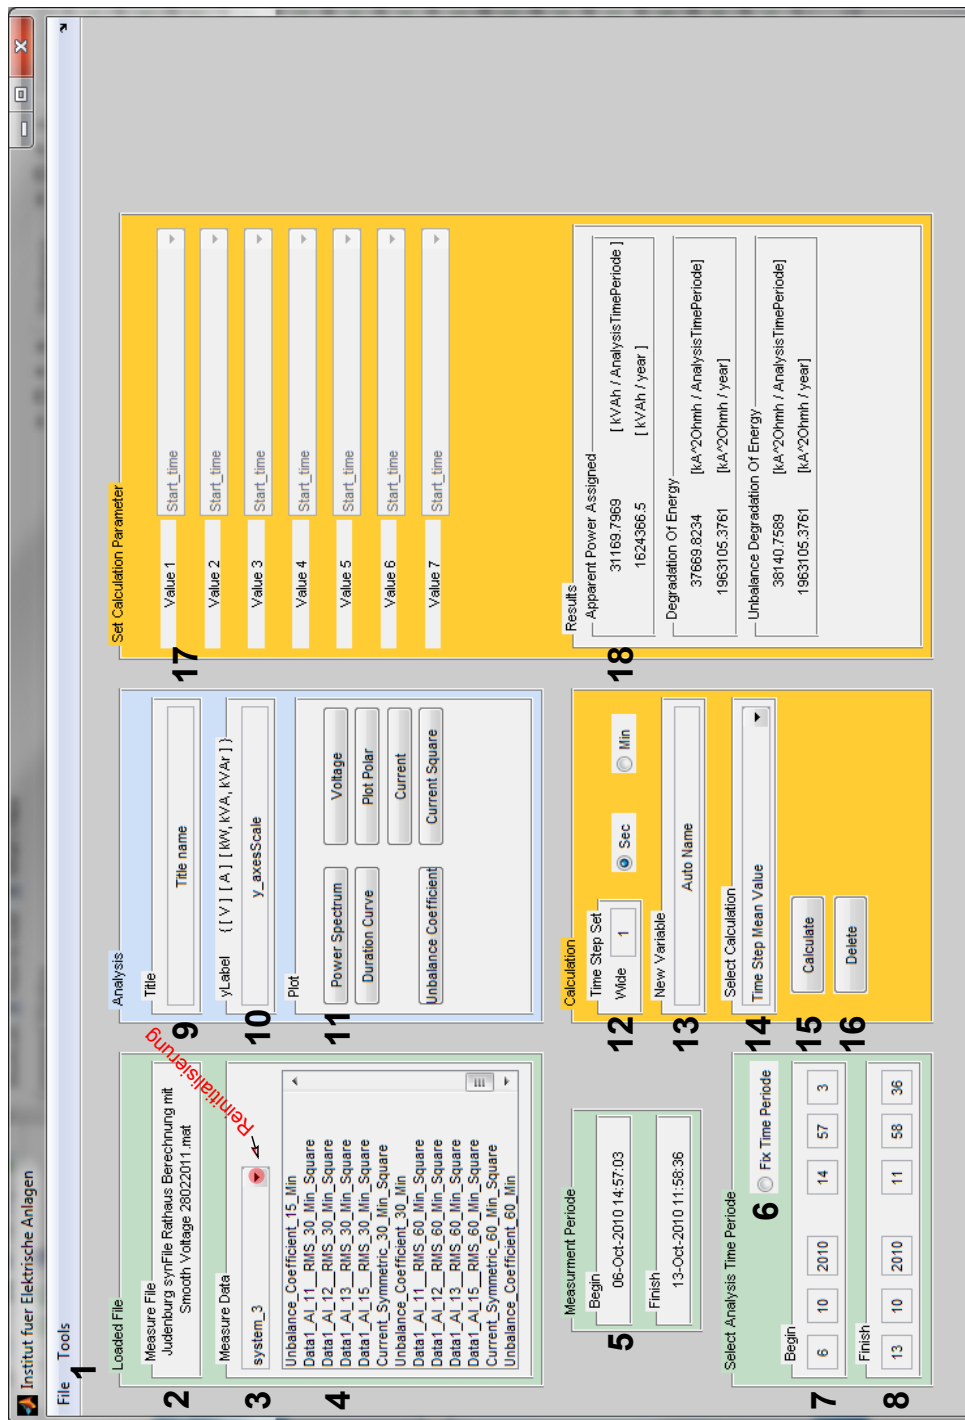 Institut fuer Elektrische Anlagen
File Tools
1
Loaded File
2
Measure File
Judenburg synFile Rathaus Berechnung mit
Smooth Voltage 28022011.mat
3
Measure Data
system_3
Reinitialisierung
4
Unbalance_Coefficient_15_Min
Data1_AI_11__RMS_30_Min_Square
Data1_AI_12__RMS_30_Min_Square
Data1_AI_13__RMS_30_Min_Square
Data1_AI_15__RMS_30_Min_Square
Current_Symmetric_30_Min_Square
Unbalance_Coefficient_30_Min
Data1_AI_11__RMS_60_Min_Square
Data1_AI_12__RMS_60_Min_Square
Data1_AI_13__RMS_60_Min_Square
Data1_AI_15__RMS_60_Min_Square
Current_Symmetric_60_Min_Square
Unbalance_Coefficient_60_Min
Measurment Periode
5
Begin
06-Oct-2010 14:57:03
Finish
13-Oct-2010 11:58:36
Select Analysis Time Periode
6
Fix Time Periode
7
Begin
6 10 2010 14 57 3
8
Finish
13 10 2010 11 58 36
Analysis
9
Title
Title name
10
yLabel { [ V ] [ A ] [ kW, kVA, kVAr ] }
y_axesScale
11
Plot
Power Spectrum Voltage
Duration Curve Plot Polar
Current
Unbalance Coefficient Current Square
Calculation
12
Time Step Set
Wide 1 Sec Min
13
New Variable
Auto Name
14
Select Calculation
Time Step Mean Value
15
Calculate
16
Delete
Set Calculation Parameter
17
Value 1 Start_time
Value 2 Start_time
Value 3 Start_time
Value 4 Start_time
Value 5 Start_time
Value 6 Start_time
Value 7 Start_time
Results
18
Apparent Power Assigned
31169.7969 [ kVAh / AnalysisTimePeriode ]
1624366.5 [ kVAh / year ]
Degradation Of Energy
37669.8234 [kA^2Ohmh / AnalysisTimePeriode]
1963105.3761 [kA^2Ohmh / year]
Unbalance Degradation Of Energy
38140.7589 [kA^2Ohmh / AnalysisTimePeriode]
1963105.3761 [kA^2Ohmh / year]